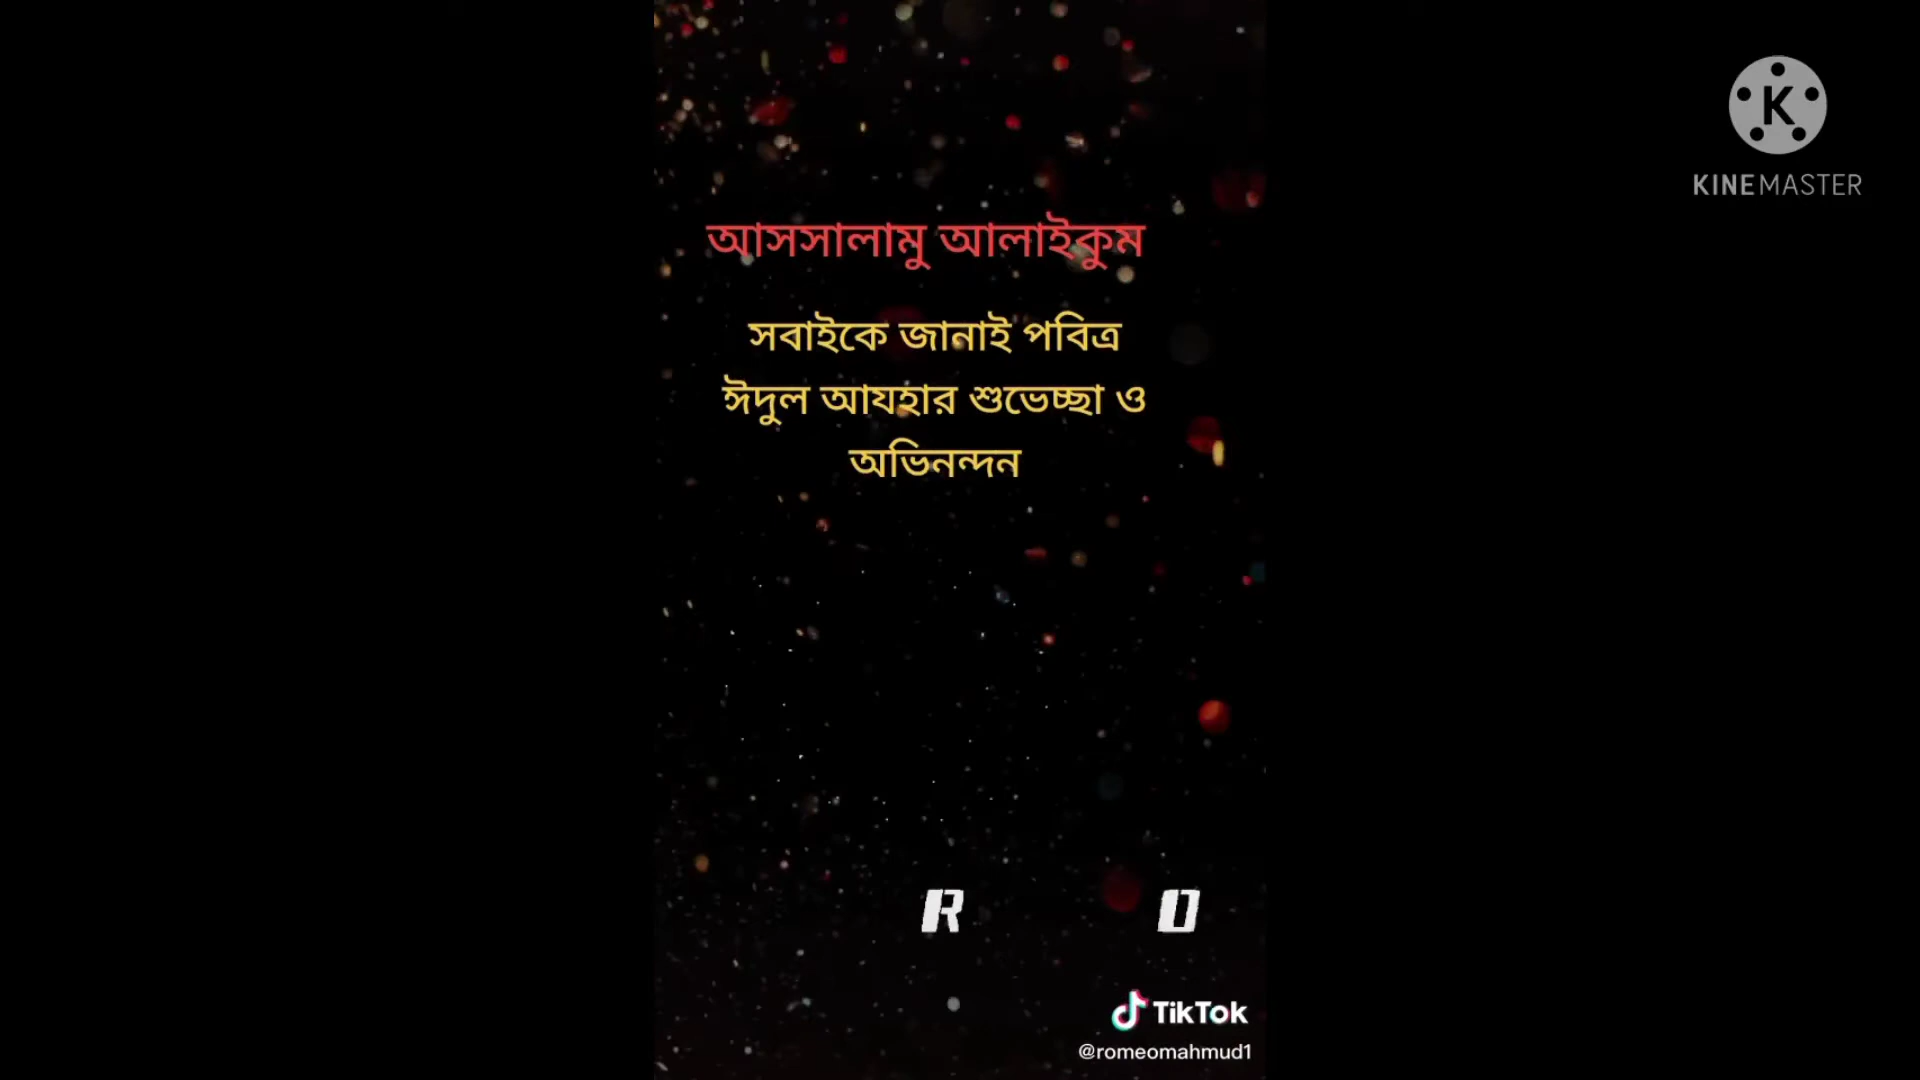 K
KINEMASTER
আসসালামু আলাইকুম
সবাইকে জানাই পবিত্র
ঈদুল আযহার শুভেচ্ছা ও
অভিনন্দন
R O
TikTok
@romeomahmud1